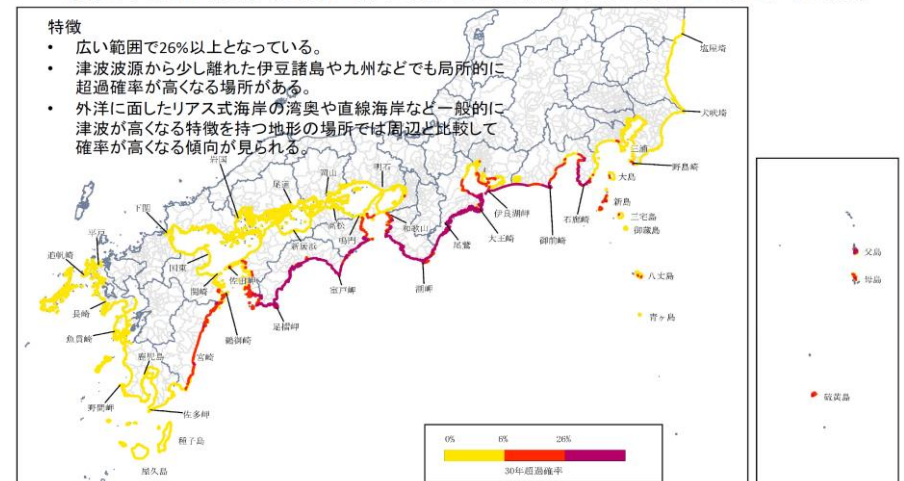 特徴
• 広い範囲で26%以上となっている。
• 津波波源から少し離れた伊豆諸島や九州などでも局所的に
超過確率が高くなる場所がある。
• 外洋に面したリアス式海岸の湾奥や直線海岸など一般的に
津波が高くなる特徴を持つ地形の場所では周辺と比較して
確率が高くなる傾向が見られる。
塩屋埼
犬吠埼
三浦
野島崎
大島
新島
三宅島
御蔵島
八丈島
青ヶ島
石廊崎
御前崎
伊良湖岬
大王崎
尾鷲
潮岬
和歌山
明石
鳴門
高松
岡山
尾道
岩国
新居浜
室戸岬
足摺岬
佐田岬
下関
国東
関崎
鶴御崎
宮崎
平戸
長崎
鹿児島
野間岬
佐多岬
種子島
屋久島
父島
母島
硫黄島
0% 6% 26%
30年超過確率